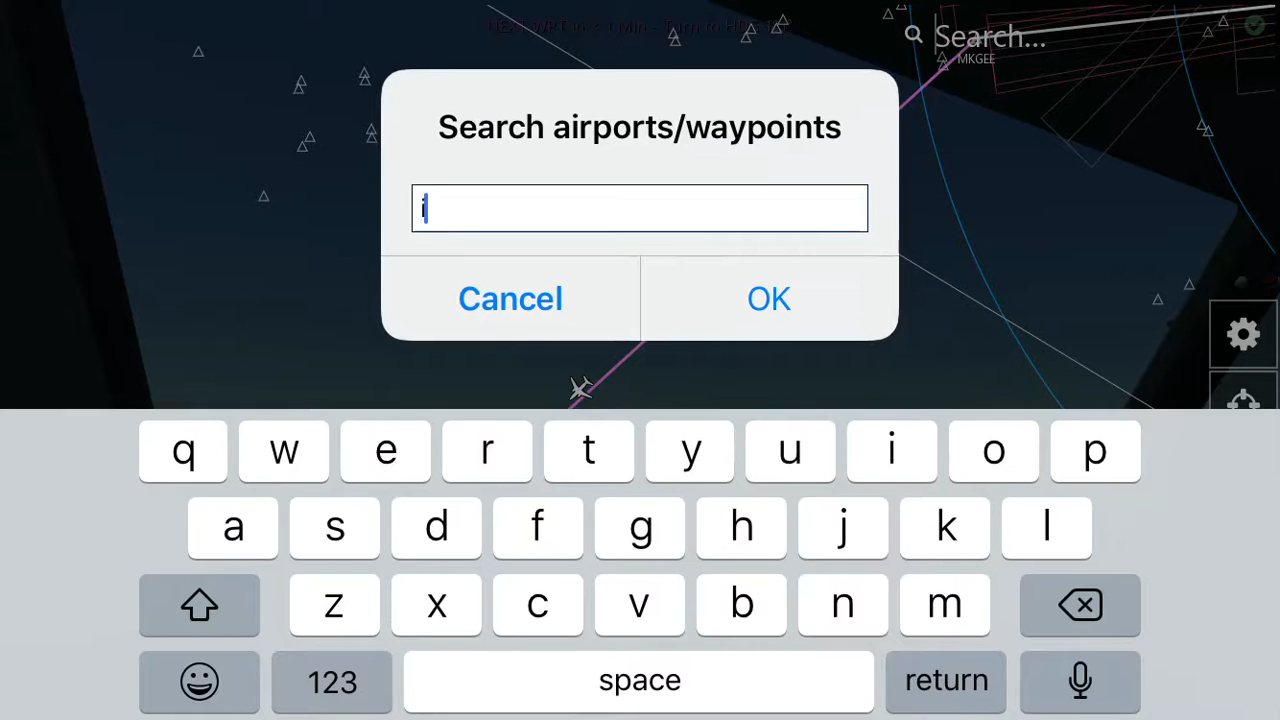 Search...
MKGEE
Search airports/waypoints
i
Cancel
OK
q w e r t y u i o p
a s d f g h j k l
z x c v b n m
123
space
return